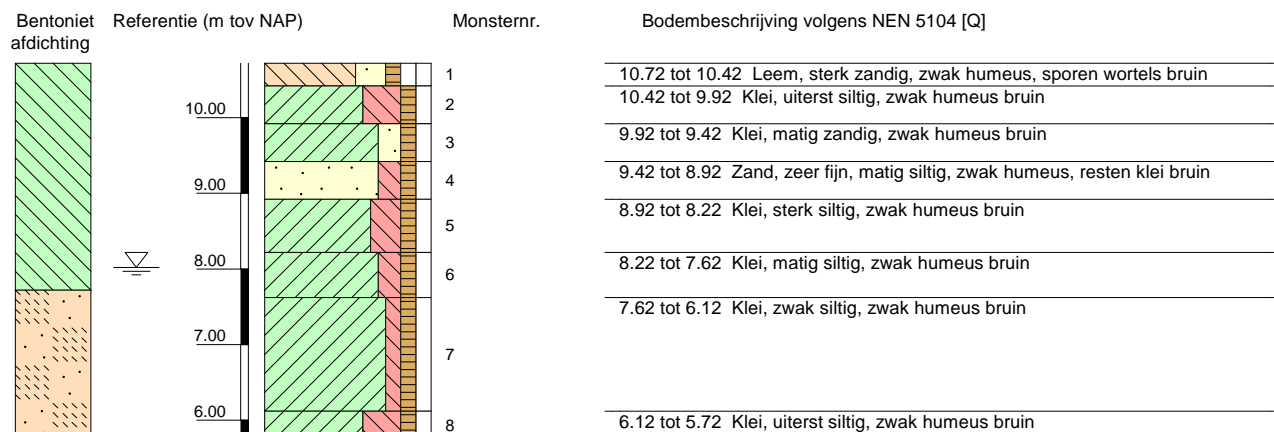 Bentoniet afdichting
Referentie (m tov NAP)
Monsternr.
Bodembeschrijving volgens NEN 5104 [Q]
1
10.72 tot 10.42 Leem, sterk zandig, zwak humeus, sporen wortels bruin
10.00
2
10.42 tot 9.92 Klei, uiterst siltig, zwak humeus bruin
3
9.92 tot 9.42 Klei, matig zandig, zwak humeus bruin
9.00
4
9.42 tot 8.92 Zand, zeer fijn, matig siltig, zwak humeus, resten klei bruin
5
8.92 tot 8.22 Klei, sterk siltig, zwak humeus bruin
8.00
6
8.22 tot 7.62 Klei, matig siltig, zwak humeus bruin
7.00
7
7.62 tot 6.12 Klei, zwak siltig, zwak humeus bruin
6.00
8
6.12 tot 5.72 Klei, uiterst siltig, zwak humeus bruin